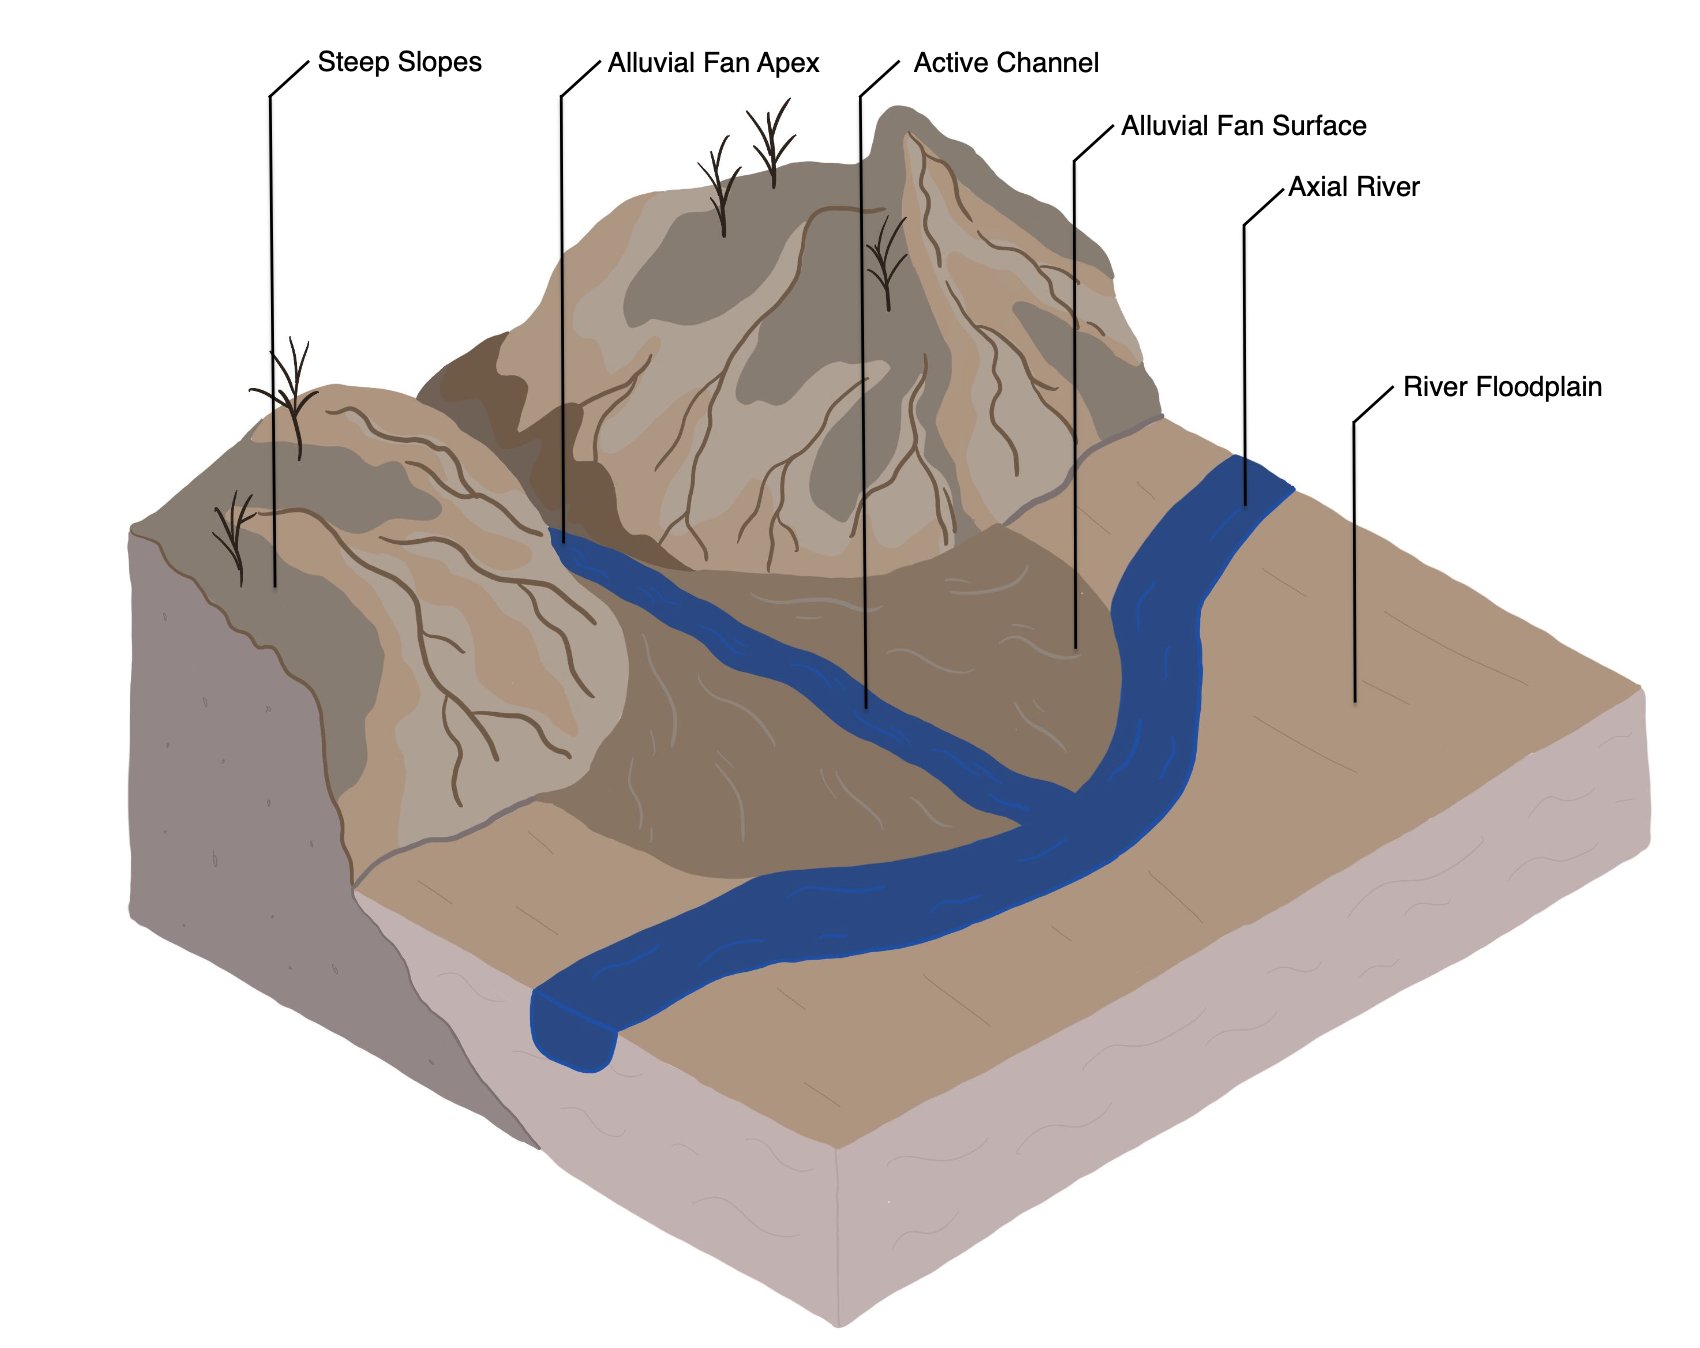 Steep Slopes
Alluvial Fan Apex
Active Channel
Alluvial Fan Surface
Axial River
River Floodplain